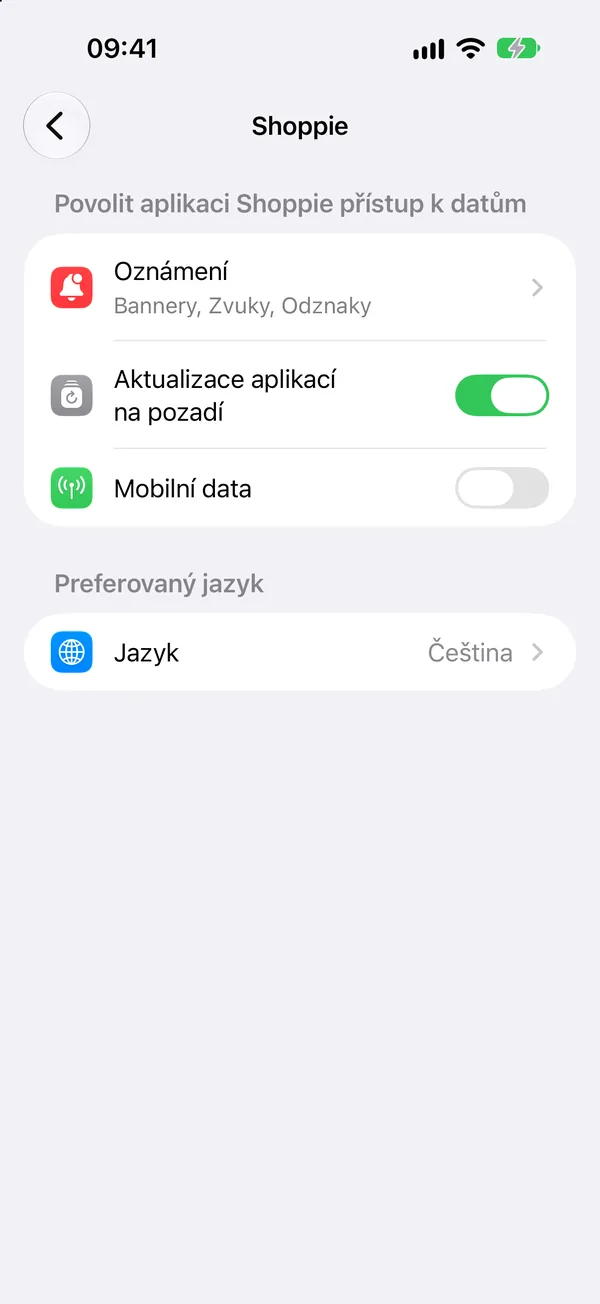 09:41
Shoppie
Povolit aplikaci Shoppie přístup k datům
Oznámení
Bannery, Zvuky, Odznaky
Aktualizace aplikací
na pozadí
Mobilní data
Preferovaný jazyk
Jazyk
Čeština